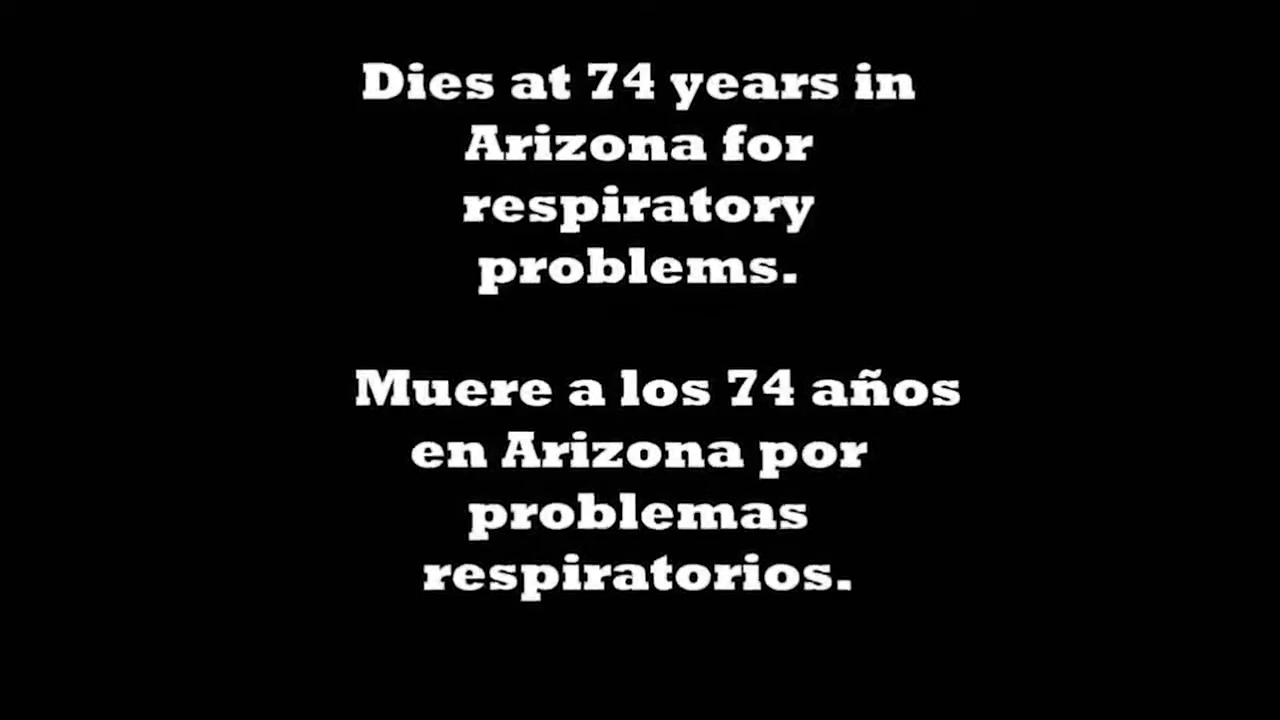 Dies at 74 years in
Arizona for
respiratory
problems.
Muere a los 74 años
en Arizona por
problemas
respiratorios.